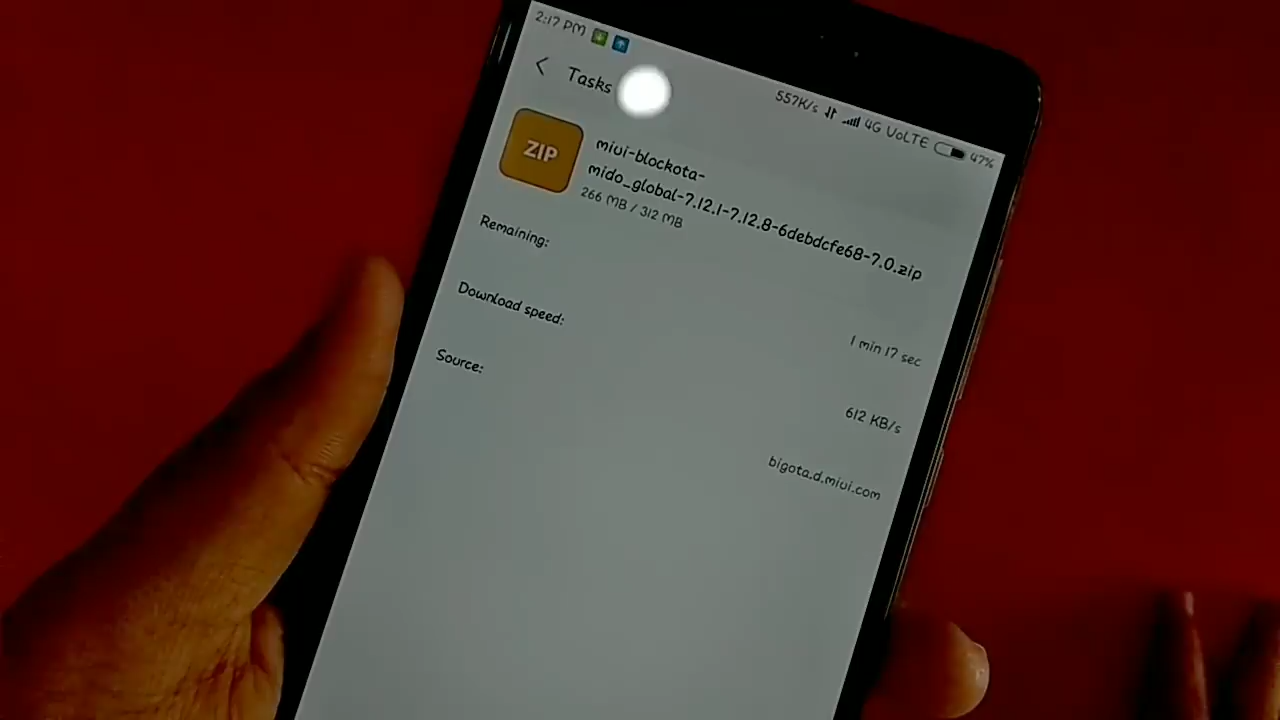 2:17 PM
557K/s 4G VoLTE 47%
Tasks
ZIP
miui-blockota-
mido_global-7.12.1-7.12.8-6debdcfe68-7.0.zip
266 MB / 312 MB
Remaining:
1 min 17 sec
Download speed:
612 KB/s
Source:
bigota.d.miui.com